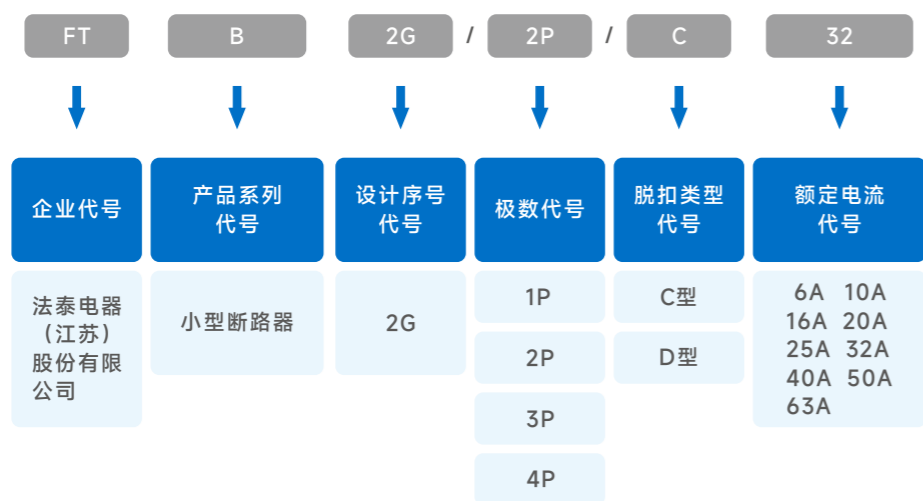 FT B 2G / 2P / C 32
企业代号
产品系列
代号
设计序号
代号
极数代号
脱扣类型
代号
额定电流
代号
法泰电器
（江苏）
股份有限
公司
小型断路器
2G
1P
2P
3P
4P
C型
D型
6A 10A
16A 20A
25A 32A
40A 50A
63A